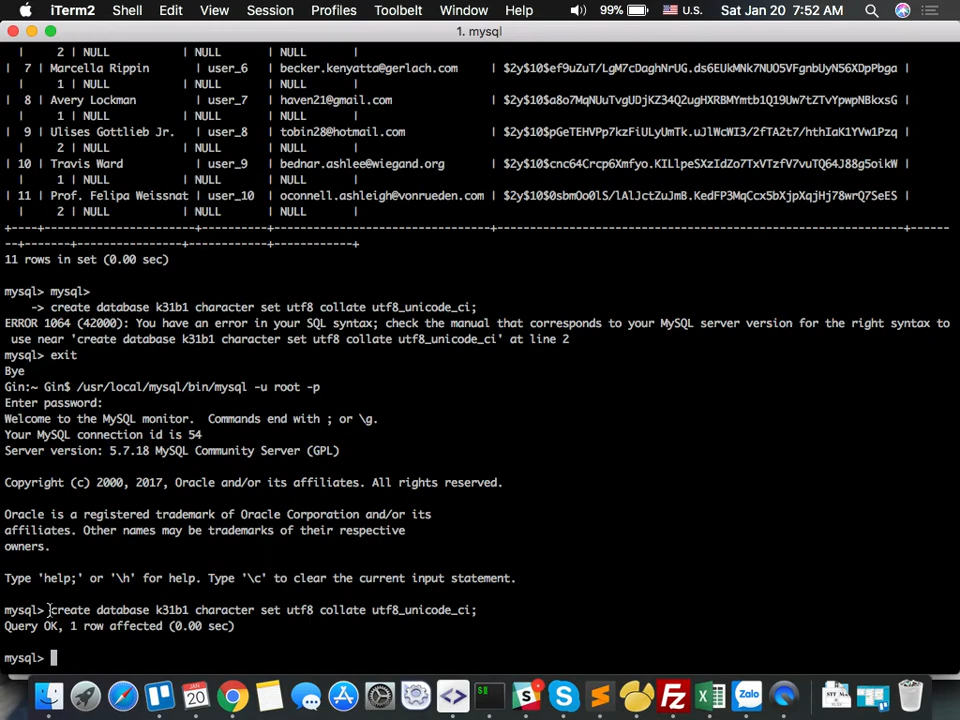 iTerm2 Shell Edit View Session Profiles Toolbelt Window Help 99% U.S. Sat Jan 20 7:52 AM
1. mysql
| 2 | NULL | NULL |
| 7 | Marcella Rippin | user_6 | becker.kenyatta@gerlach.com | $2y$10$ef9uZuT/LgM7cDaghNrUG.ds6EUkMNk7NUO5VFgnbUyN56XDpPbga |
| 1 | NULL | NULL |
| 8 | Avery Lockman | user_7 | haven21@gmail.com | $2y$10$a8o7MqNUuTvgUDjKZ34Q2ugHXRBMYmtb1Q19Uw7tZTvYpwpNBkxsG |
| 1 | NULL | NULL |
| 9 | Ulises Gottlieb Jr. | user_8 | tobin28@hotmail.com | $2y$10$pGeTEHVPp7kzFiULyUmTk.uJlWcWI3/2fTA2t7/hthIaK1YVw1Pzq |
| 2 | NULL | NULL |
| 10 | Travis Ward | user_9 | bednar.ashlee@wiegand.org | $2y$10$cnc64Crcp6Xmfyo.KILlpeSXzIdZo7TxVTzfV7vuTQ64J88g5oikW |
| 1 | NULL | NULL |
| 11 | Prof. Felipa Weissnat | user_10 | oconnell.ashleigh@vonrueden.com | $2y$10$0sbmOo0lS/lAlJctZuJmB.KedFP3MqCcx5bXjpXqjHj78wrQ7SeES |
| 2 | NULL | NULL |
+----+-----------------------+----------+---------------------------------+--------------------------------------------------------------+------
--+-------+----------------+------------+------------+
11 rows in set (0.00 sec)
mysql> mysql>
-> create database k31b1 character set utf8 collate utf8_unicode_ci;
ERROR 1064 (42000): You have an error in your SQL syntax; check the manual that corresponds to your MySQL server version for the right syntax to
use near 'create database k31b1 character set utf8 collate utf8_unicode_ci' at line 2
mysql> exit
Bye
Gin:~ Gin$ /usr/local/mysql/bin/mysql -u root -p
Enter password:
Welcome to the MySQL monitor.  Commands end with ; or \g.
Your MySQL connection id is 54
Server version: 5.7.18 MySQL Community Server (GPL)
Copyright (c) 2000, 2017, Oracle and/or its affiliates. All rights reserved.
Oracle is a registered trademark of Oracle Corporation and/or its
affiliates. Other names may be trademarks of their respective
owners.
Type 'help;' or '\h' for help. Type '\c' to clear the current input statement.
mysql> create database k31b1 character set utf8 collate utf8_unicode_ci;
Query OK, 1 row affected (0.00 sec)
mysql>
JAN
20
Zalo
Fz